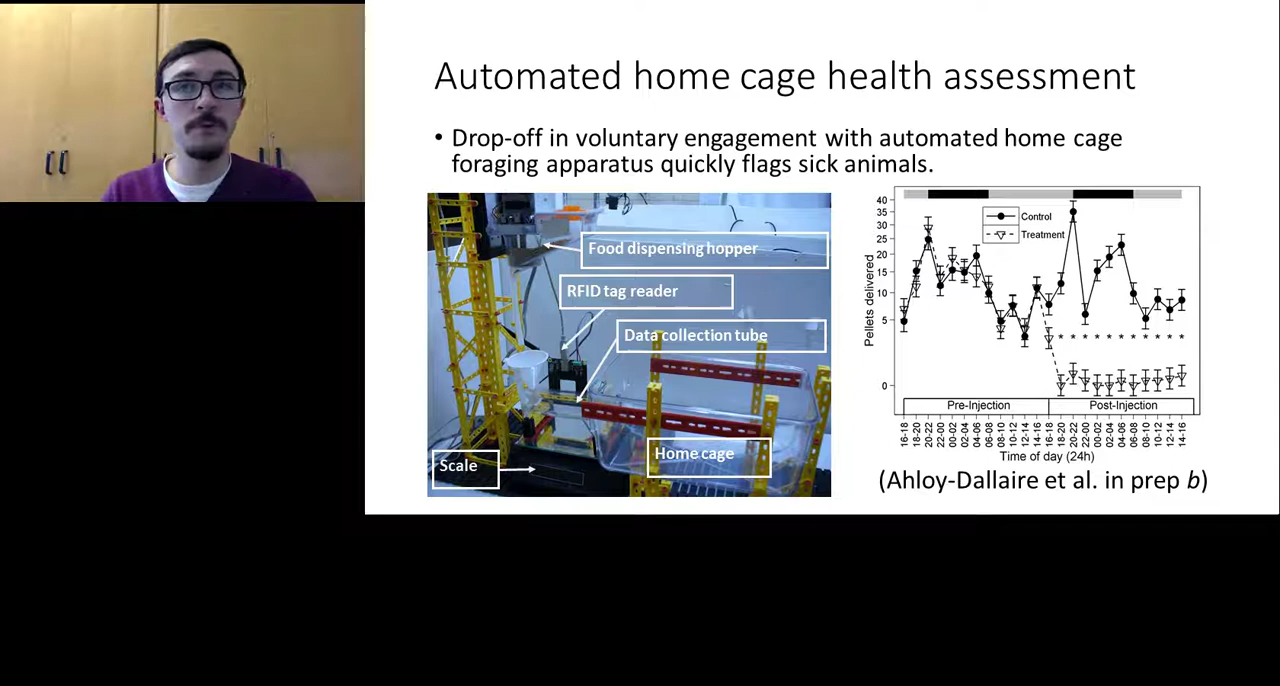 Automated home cage health assessment
• Drop-off in voluntary engagement with automated home cage
foraging apparatus quickly flags sick animals.
Food dispensing hopper
RFID tag reader
Data collection tube
Home cage
Scale
Control
Treatment
Pellets delivered
40
35
30
25
20
15
10
5
0
* * * * * * * * * * *
Pre-Injection
Post-Injection
16-18
18-20
20-22
22-00
00-02
02-04
04-06
06-08
08-10
10-12
12-14
14-16
16-18
18-20
20-22
22-00
00-02
02-04
04-06
06-08
08-10
10-12
12-14
14-16
Time of day (24h)
(Ahloy-Dallaire et al. in prep b)